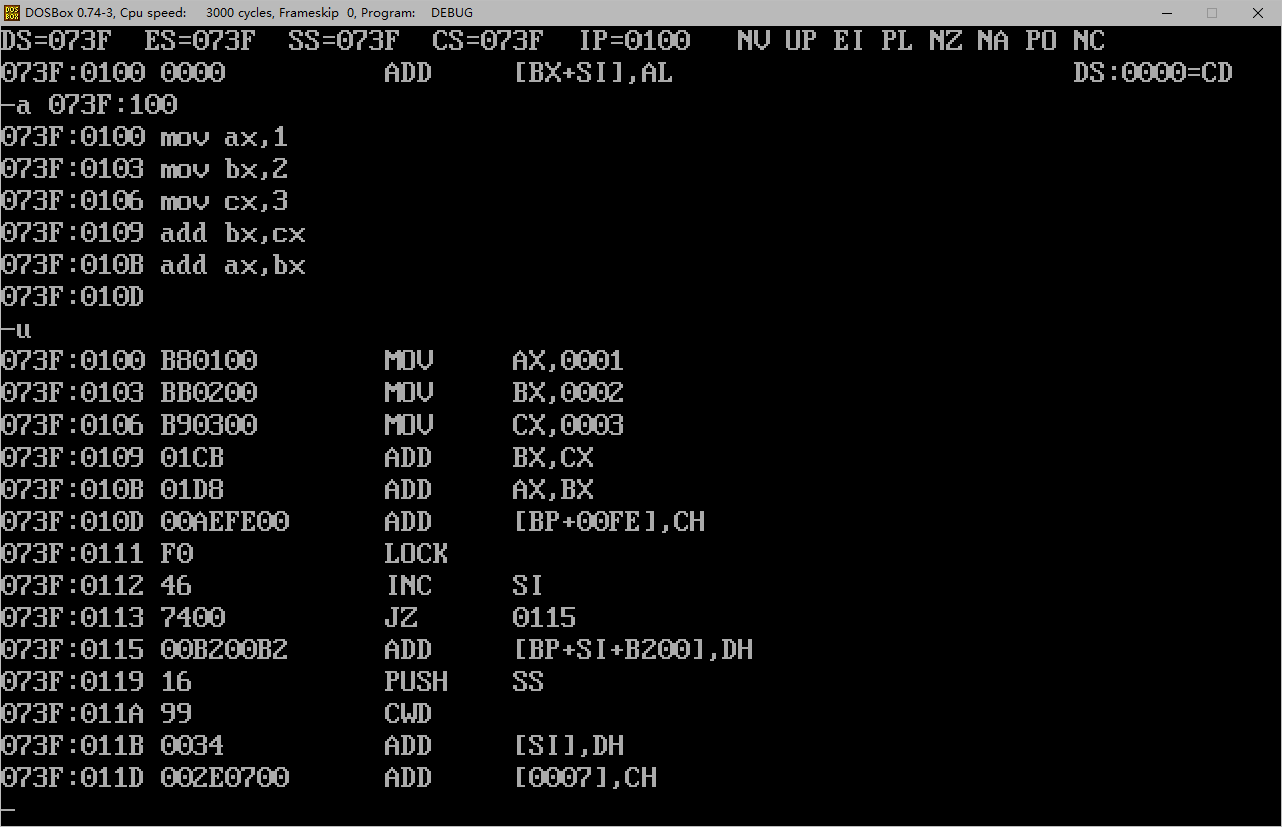 DOSBox 0.74-3, Cpu speed: 3000 cycles, Frameskip 0, Program: DEBUG
DS=073F ES=073F SS=073F CS=073F IP=0100 NV UP EI PL NZ NA PO NC
073F:0100 0000 ADD [BX+SI],AL DS:0000=CD
-a 073F:100
073F:0100 mov ax,1
073F:0103 mov bx,2
073F:0106 mov cx,3
073F:0109 add bx,cx
073F:010B add ax,bx
073F:010D
-u
073F:0100 B80100 MOV AX,0001
073F:0103 BB0200 MOV BX,0002
073F:0106 B90300 MOV CX,0003
073F:0109 01CB ADD BX,CX
073F:010B 01D8 ADD AX,BX
073F:010D 00AEFE00 ADD [BP+00FE],CH
073F:0111 F0 LOCK
073F:0112 46 INC SI
073F:0113 7400 JZ 0115
073F:0115 00B200B2 ADD [BP+SI+B200],DH
073F:0119 16 PUSH SS
073F:011A 99 CWD
073F:011B 0034 ADD [SI],DH
073F:011D 002E0700 ADD [0007],CH
-